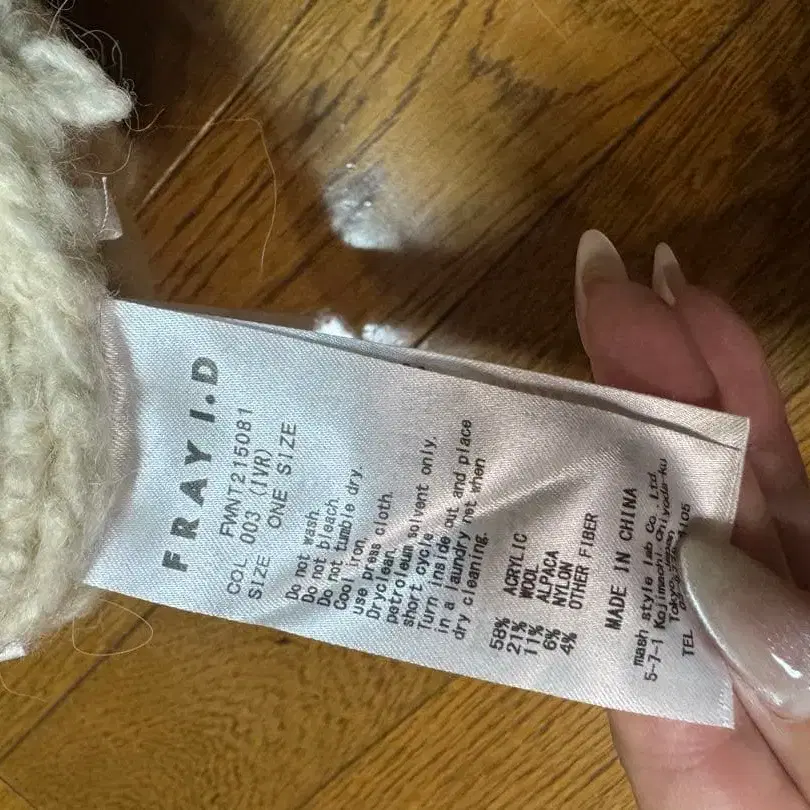 FRAY I.D
FWNT215081
COL 003 (IVR)
SIZE ONE SIZE
Do not wash.
Do not bleach.
Do not tumble dry.
Cool iron,
use press cloth.
Dryclean,
petroleum solvent only,
short cycle.
Turn inside out and place
in a laundry net when
dry cleaning.
58% ACRYLIC
21% WOOL
11% ALPACA
6% NYLON
4% OTHER FIBER
MADE IN CHINA
mash style lab Co., Ltd.
5-7-1 Kojimachi Chiyoda-ku
Tokyo, Japan
TEL